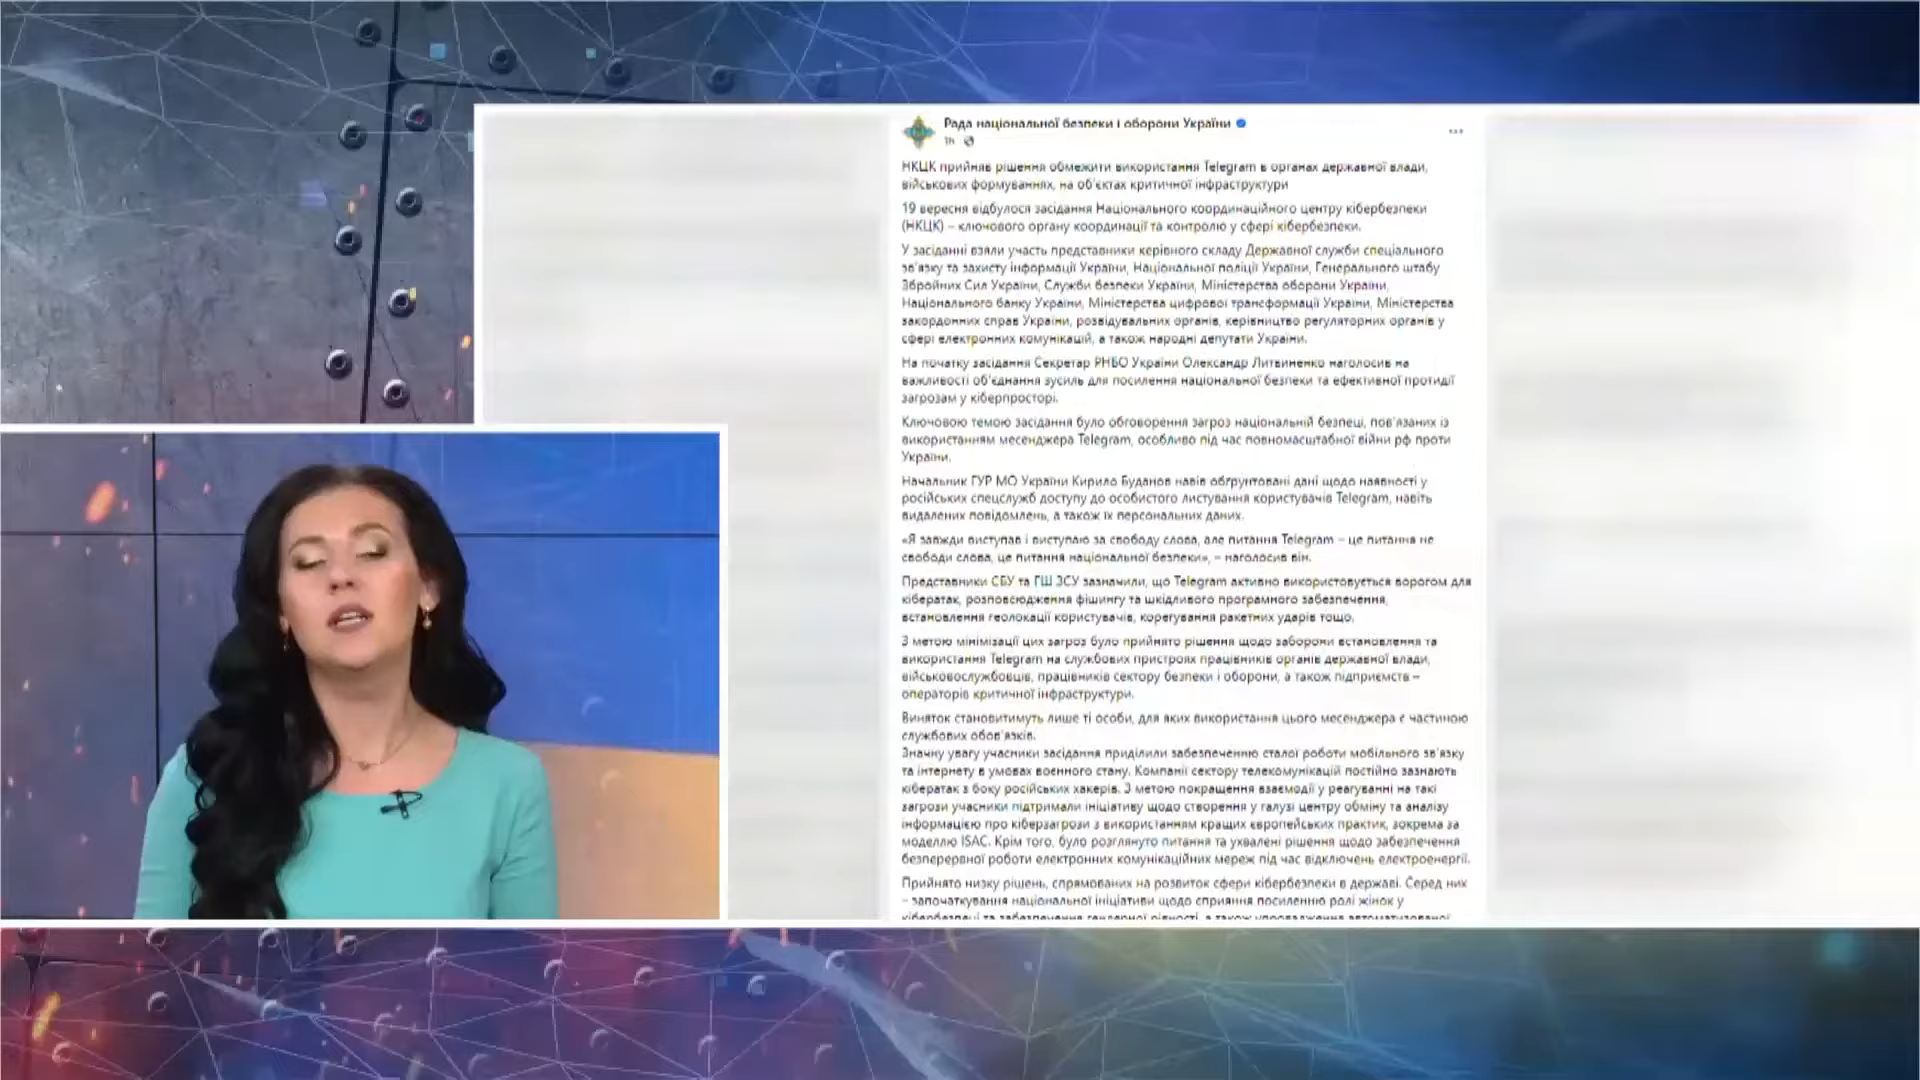 Рада національної безпеки і оборони України
1h
НКЦК прийняв рішення обмежити використання Telegram в органах державної влади,
військових формуваннях, на об'єктах критичної інфраструктури
19 вересня відбулося засідання Національного координаційного центру кібербезпеки
(НКЦК) – ключового органу координації та контролю у сфері кібербезпеки.
У засіданні взяли участь представники керівного складу Державної служби спеціального
зв'язку та захисту інформації України, Національної поліції України, Генерального штабу
Збройних Сил України, Служби безпеки України, Міністерства оборони України,
Національного банку України, Міністерства цифрової трансформації України, Міністерства
закордонних справ України, розвідувальних органів, керівництво регуляторних органів у
сфері електронних комунікацій, а також народні депутати України.
На початку засідання Секретар РНБО України Олександр Литвиненко наголосив на
важливості об'єднання зусиль для посилення національної безпеки та ефективної протидії
загрозам у кіберпросторі.
Ключовою темою засідання було обговорення загроз національній безпеці, пов'язаних із
використанням месенджера Telegram, особливо під час повномасштабної війни рф проти
України.
Начальник ГУР МО України Кирило Буданов навів обґрунтовані дані щодо наявності у
російських спецслужб доступу до особистого листування користувачів Telegram, навіть
видалених повідомлень, а також їх персональних даних.
«Я завжди виступав і виступаю за свободу слова, але питання Telegram – це питання не
свободи слова, це питання національної безпеки», – наголосив він.
Представники СБУ та ГШ ЗСУ зазначили, що Telegram активно використовується ворогом для
кібератак, розповсюдження фішингу та шкідливого програмного забезпечення,
встановлення геолокації користувачів, корегування ракетних ударів тощо.
З метою мінімізації цих загроз було прийнято рішення щодо заборони встановлення та
використання Telegram на службових пристроях працівників органів державної влади,
військовослужбовців, працівників сектору безпеки і оборони, а також підприємств –
операторів критичної інфраструктури.
Виняток становитимуть лише ті особи, для яких використання цього месенджера є частиною
службових обов'язків.
Значну увагу учасники засідання приділили забезпеченню сталої роботи мобільного зв'язку
та інтернету в умовах воєнного стану. Компанії сектору телекомунікацій постійно зазнають
кібератак з боку російських хакерів. З метою покращення взаємодії у реагуванні на такі
загрози учасники підтримали ініціативу щодо створення у галузі центру обміну та аналізу
інформацією про кіберзагрози з використанням кращих європейських практик, зокрема за
моделлю ISAC. Крім того, було розглянуто питання та ухвалені рішення щодо забезпечення
безперервної роботи електронних комунікаційних мереж під час відключень електроенергії.
Прийнято низку рішень, спрямованих на розвиток сфери кібербезпеки в державі. Серед них
– започаткування національної ініціативи щодо сприяння посиленню ролі жінок у
кібербезпеці та забезпечення гендерної рівності, а також упровадження автоматизованої